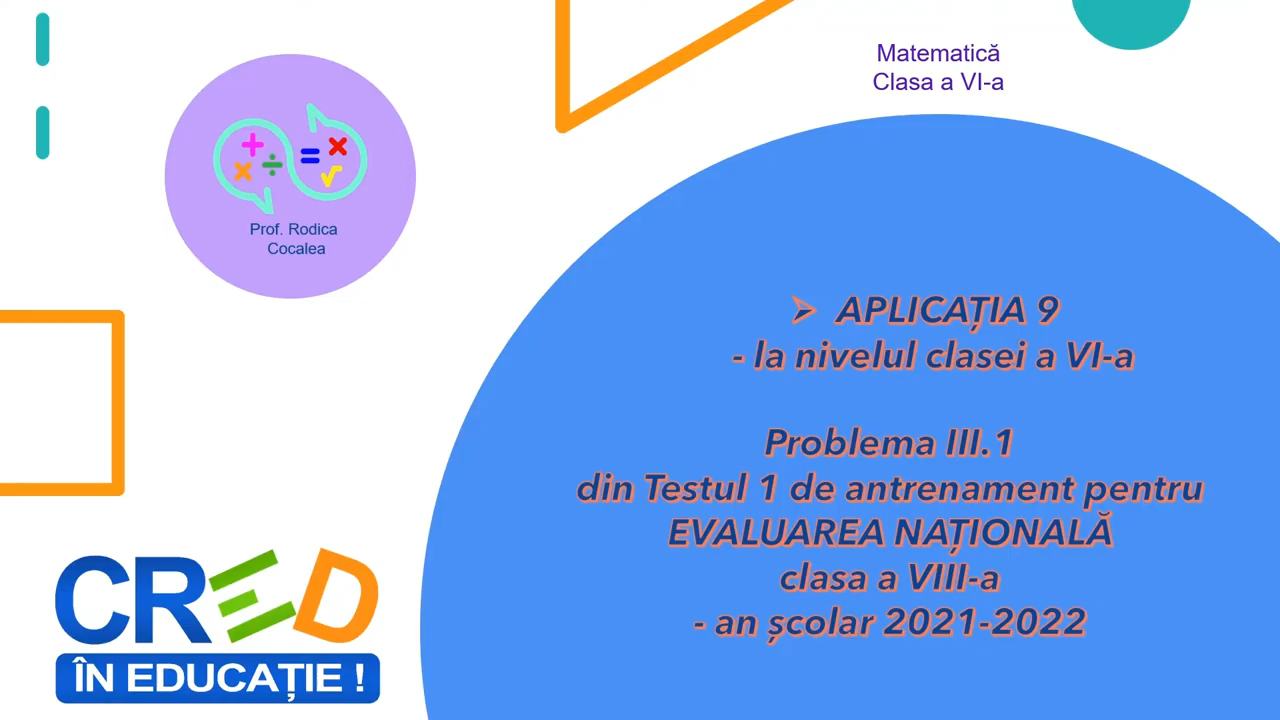 Matematică
Clasa a VI-a
Prof. Rodica
Cocalea
➢ APLICAȚIA 9
- la nivelul clasei a VI-a
Problema III.1
din Testul 1 de antrenament pentru
EVALUAREA NAȚIONALĂ
clasa a VIII-a
- an școlar 2021-2022
CRED
ÎN EDUCAȚIE !